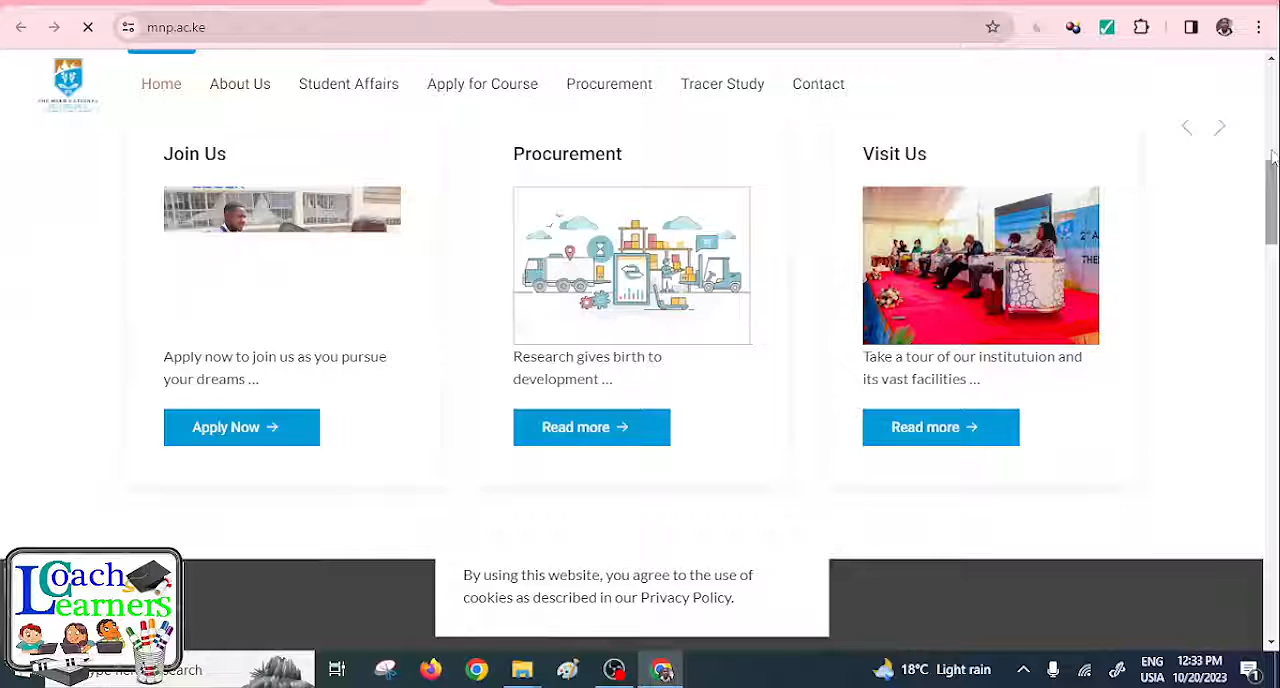 mnp.ac.ke
Home About Us Student Affairs Apply for Course Procurement Tracer Study Contact
Join Us
Procurement
Visit Us
Apply now to join us as you pursue
your dreams ...
Research gives birth to
development ...
Take a tour of our institutuion and
its vast facilities ...
Apply Now →
Read more →
Read more →
By using this website, you agree to the use of
cookies as described in our Privacy Policy.
Coach
Learners
18°C Light rain
ENG
USIA
12:33 PM
10/20/2023